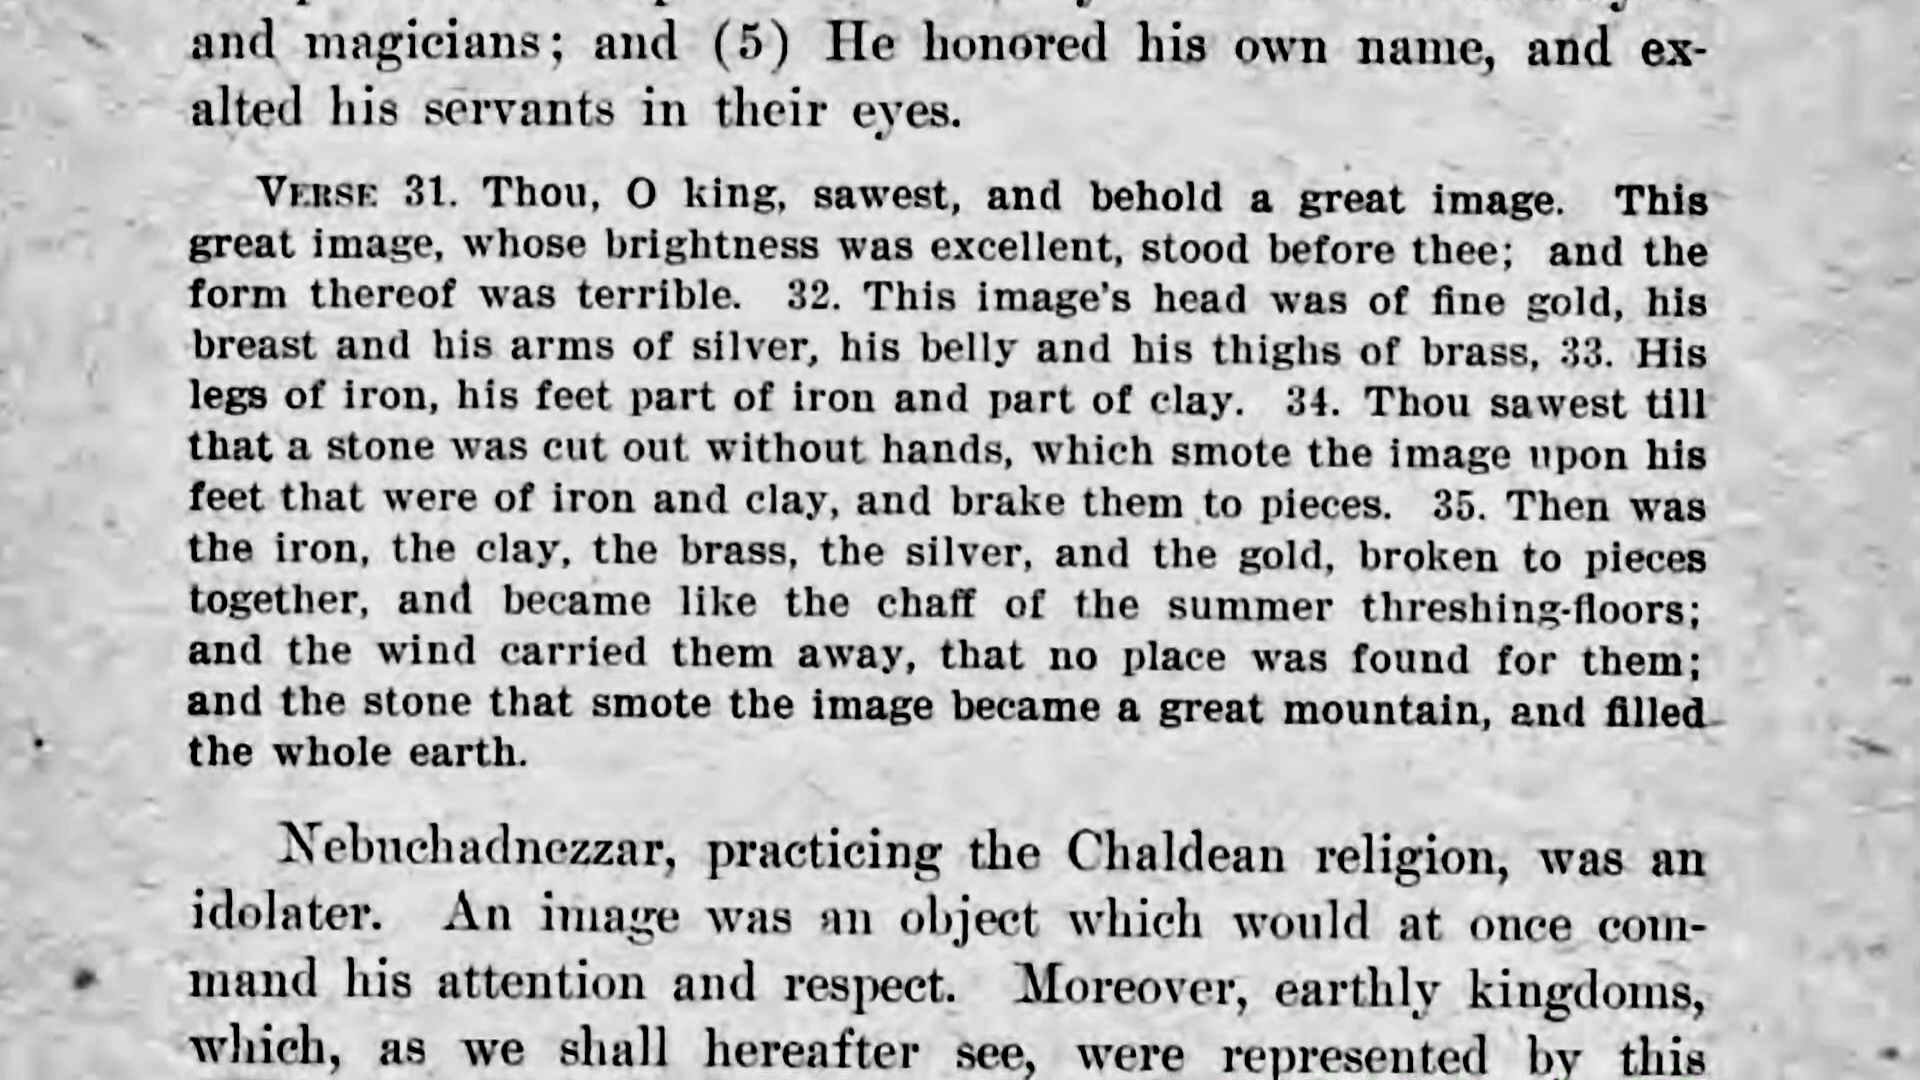 and magicians; and (5) He honored his own name, and ex-
alted his servants in their eyes.
VERSE 31. Thou, O king, sawest, and behold a great image. This
great image, whose brightness was excellent, stood before thee; and the
form thereof was terrible. 32. This image's head was of fine gold, his
breast and his arms of silver, his belly and his thighs of brass, 33. His
legs of iron, his feet part of iron and part of clay. 34. Thou sawest till
that a stone was cut out without hands, which smote the image upon his
feet that were of iron and clay, and brake them to pieces. 35. Then was
the iron, the clay, the brass, the silver, and the gold, broken to pieces
together, and became like the chaff of the summer threshing-floors;
and the wind carried them away, that no place was found for them;
and the stone that smote the image became a great mountain, and filled
the whole earth.
Nebuchadnezzar, practicing the Chaldean religion, was an
idolater. An image was an object which would at once com-
mand his attention and respect. Moreover, earthly kingdoms,
which, as we shall hereafter see, were represented by this